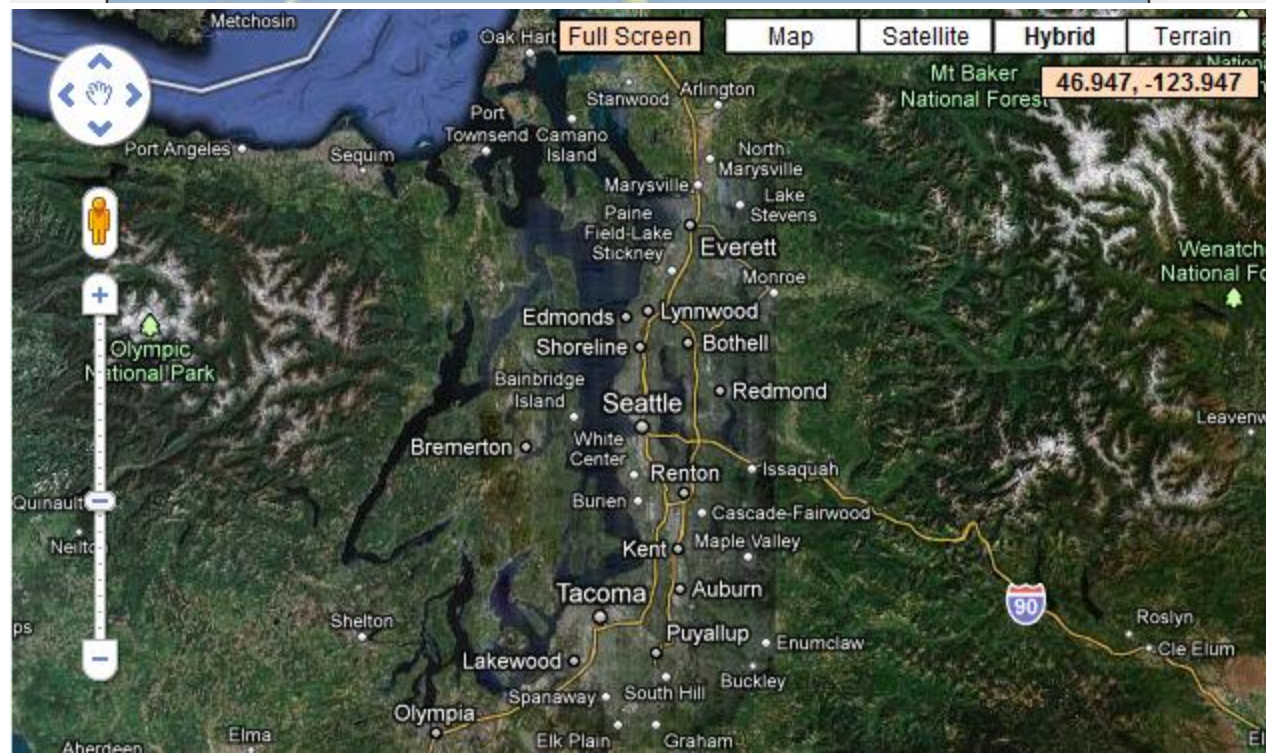 Metchosin
Oak Har
Full Screen
Map
Satellite
Hybrid
Terrain
46.947, -123.947
Mt Baker
National Forest
Stanwood
Arlington
Port
Townsend
Camano
Island
Port Angeles
Sequim
North
Marysville
Marysville
Lake
Stevens
Paine
Field-Lake
Stickney
Everett
Wenatch
National Fo
Monroe
Edmonds
Lynnwood
Shoreline
Bothell
Olympic
National Park
Bainbridge
Island
Redmond
Seattle
Leavenw
Bremerton
White
Center
Renton
Issaquah
Quinault
Burien
Cascade-Fairwood
Neilto
Kent
Maple Valley
Tacoma
Auburn
90
ps
Shelton
Puyallup
Enumclaw
Roslyn
Cle Elum
Lakewood
Buckley
Spanaway
South Hill
Olympia
Elma
Aberdeen
Elk Plain
Graham
El